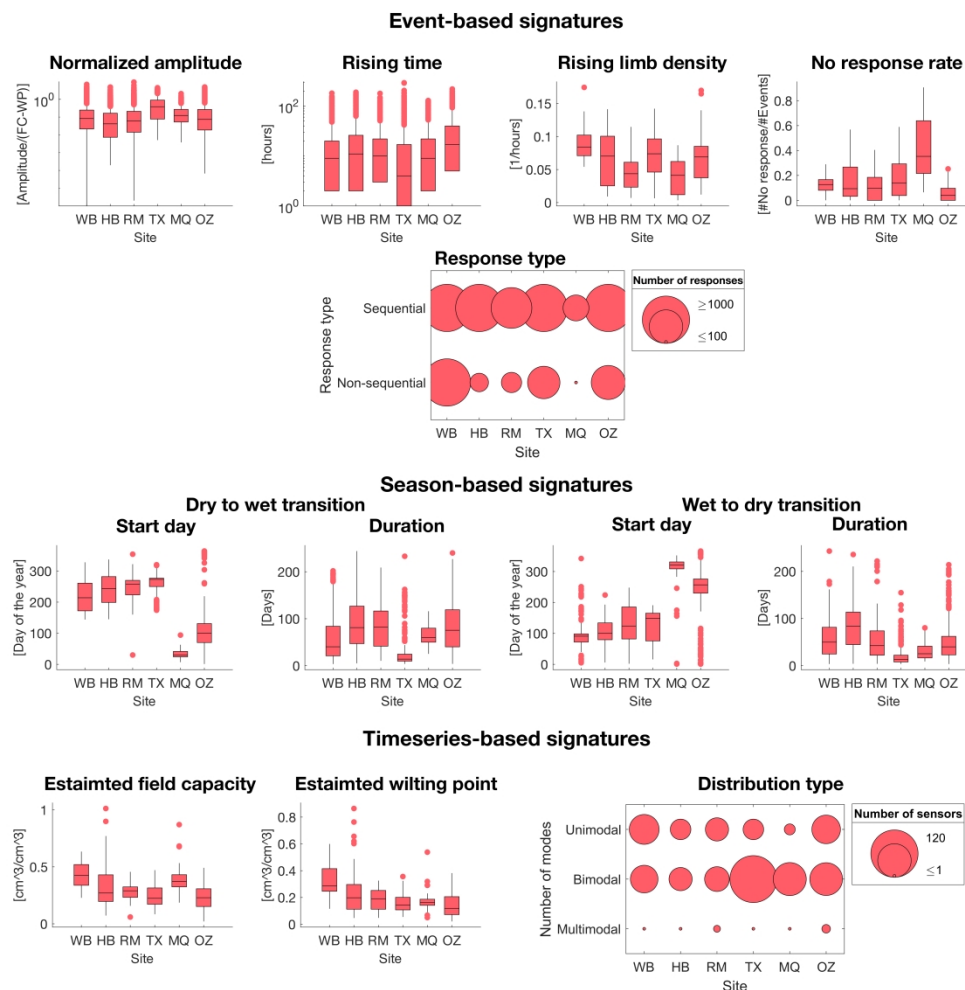 Event-based signatures
Normalized amplitude
[Amplitude/(FC-WP)]
10^0
WB HB RM TX MQ OZ
Site
Rising time
[hours]
10^2
10^0
WB HB RM TX MQ OZ
Site
Rising limb density
[1/hours]
0.15
0.1
0.05
0
WB HB RM TX MQ OZ
Site
No response rate
[#No response/#Events]
0.8
0.6
0.4
0.2
0
WB HB RM TX MQ OZ
Site
Response type
Response type
Sequential
Non-sequential
WB HB RM TX MQ OZ
Site
Number of responses
≥1000
≤100
Season-based signatures
Dry to wet transition
Start day
[Day of the year]
300
200
100
0
WB HB RM TX MQ OZ
Site
Duration
[Days]
200
100
0
WB HB RM TX MQ OZ
Site
Wet to dry transition
Start day
[Day of the year]
300
200
100
0
WB HB RM TX MQ OZ
Site
Duration
[Days]
200
100
0
WB HB RM TX MQ OZ
Site
Timeseries-based signatures
Estaimted field capacity
[cm^3/cm^3]
1
0.5
0
WB HB RM TX MQ OZ
Site
Estaimted wilting point
[cm^3/cm^3]
0.8
0.6
0.4
0.2
0
WB HB RM TX MQ OZ
Site
Distribution type
Number of modes
Unimodal
Bimodal
Multimodal
WB HB RM TX MQ OZ
Site
Number of sensors
120
≤1